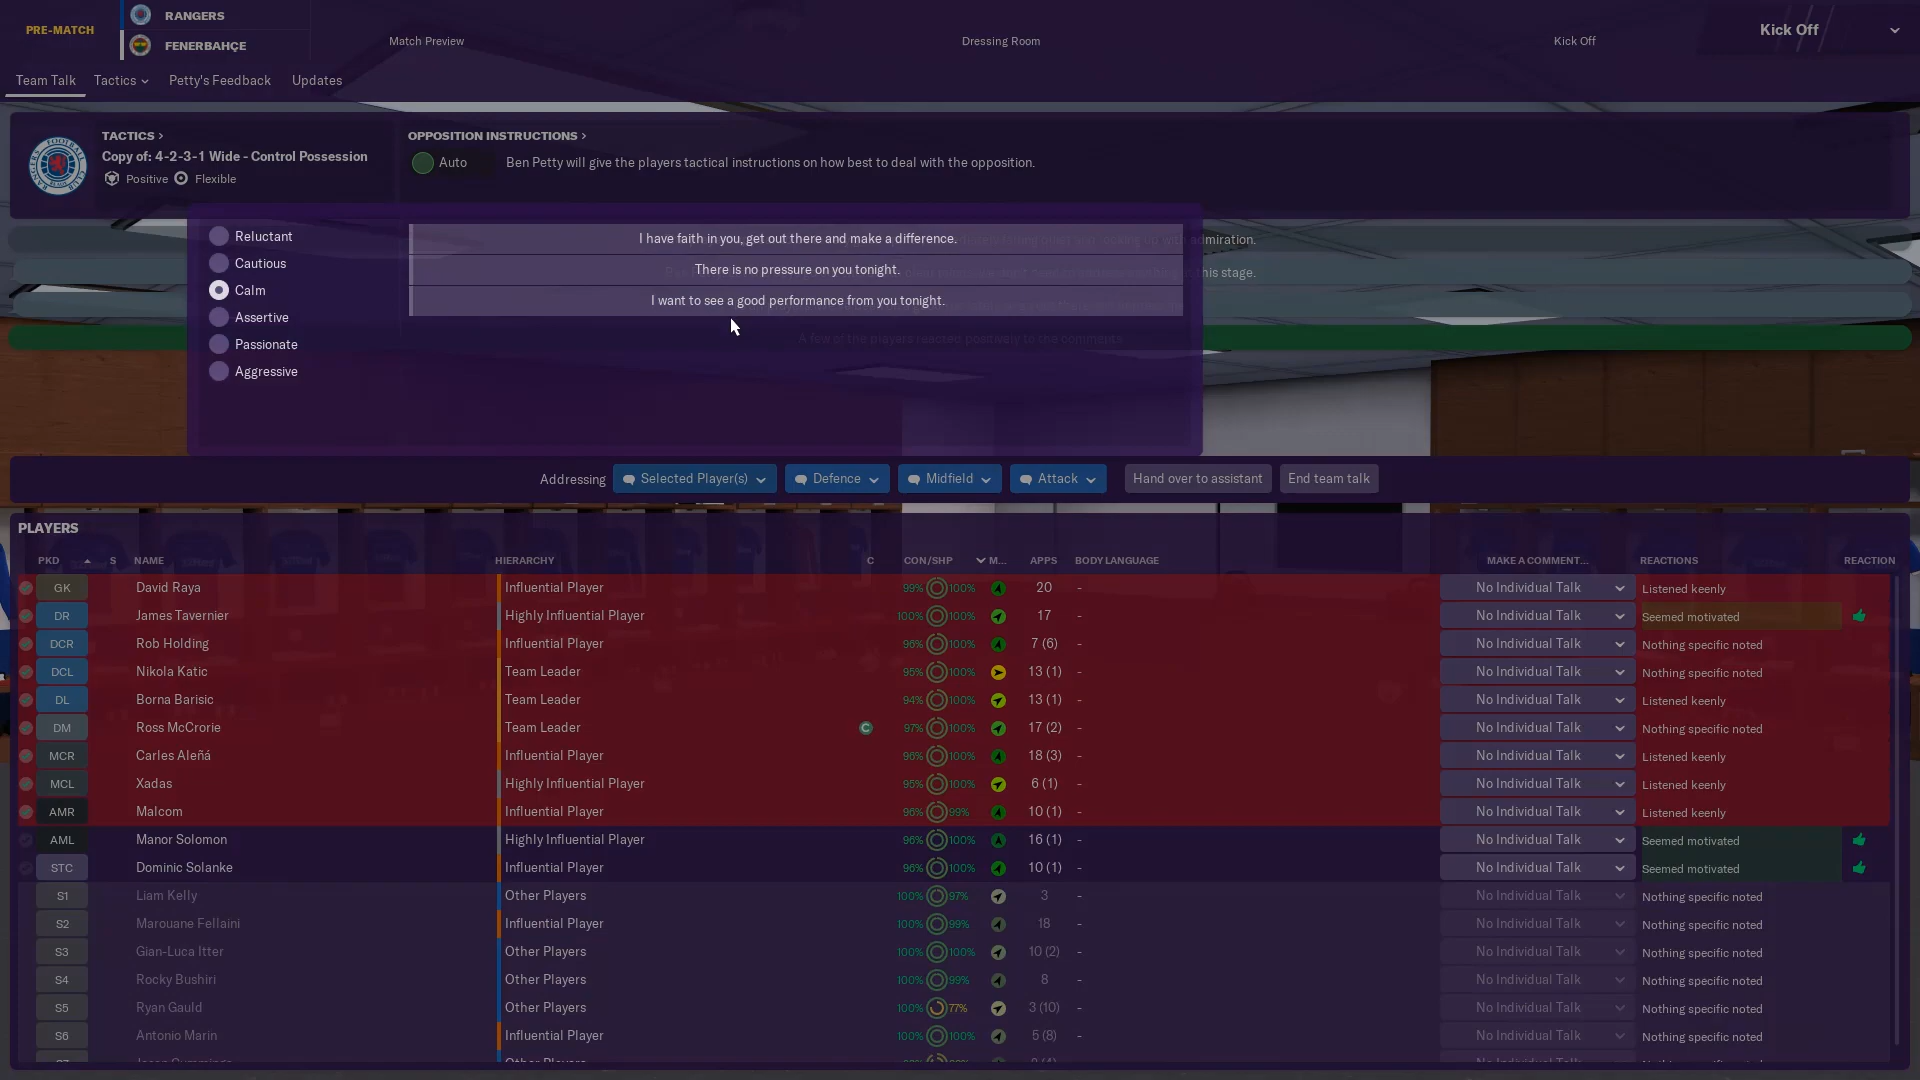 PRE-MATCH
RANGERS
FENERBAHÇE
Match Preview
Dressing Room
Kick Off
Kick Off
Team Talk
Tactics
Petty's Feedback
Updates
TACTICS >
Copy of: 4-2-3-1 Wide - Control Possession
Positive Flexible
OPPOSITION INSTRUCTIONS >
Auto
Ben Petty will give the players tactical instructions on how best to deal with the opposition.
Reluctant
Cautious
Calm
Assertive
Passionate
Aggressive
I have faith in you, get out there and make a difference.
There is no pressure on you tonight.
I want to see a good performance from you tonight.
admiration.
this stage.
A few of the players reacted positively to the comments
Addressing Selected Player(s) Defence Midfield Attack Hand over to assistant End team talk
PLAYERS
PKD S NAME HIERARCHY C CON/SHP M... APPS BODY LANGUAGE MAKE A COMMENT... REACTIONS REACTION
GK David Raya Influential Player 99% 100% 20 - No Individual Talk Listened keenly
DR James Tavernier Highly Influential Player 100% 100% 17 - No Individual Talk Seemed motivated
DCR Rob Holding Influential Player 96% 100% 7 (6) - No Individual Talk Nothing specific noted
DCL Nikola Katic Team Leader 95% 100% 13 (1) - No Individual Talk Nothing specific noted
DL Borna Barisic Team Leader 94% 100% 13 (1) - No Individual Talk Listened keenly
DM Ross McCrorie Team Leader C 97% 100% 17 (2) - No Individual Talk Nothing specific noted
MCR Carles Aleñá Influential Player 96% 100% 18 (3) - No Individual Talk Listened keenly
MCL Xadas Highly Influential Player 95% 100% 6 (1) - No Individual Talk Listened keenly
AMR Malcom Influential Player 96% 99% 10 (1) - No Individual Talk Listened keenly
AML Manor Solomon Highly Influential Player 96% 100% 16 (1) - No Individual Talk Seemed motivated
STC Dominic Solanke Influential Player 96% 100% 10 (1) - No Individual Talk Seemed motivated
S1 Liam Kelly Other Players 100% 97% 3 - No Individual Talk Nothing specific noted
S2 Marouane Fellaini Influential Player 100% 99% 18 - No Individual Talk Nothing specific noted
S3 Gian-Luca Itter Other Players 100% 100% 10 (2) - No Individual Talk Nothing specific noted
S4 Rocky Bushiri Other Players 100% 99% 8 - No Individual Talk Nothing specific noted
S5 Ryan Gauld Other Players 100% 77% 3 (10) - No Individual Talk Nothing specific noted
S6 Antonio Marin Influential Player 100% 100% 5 (8) - No Individual Talk Nothing specific noted